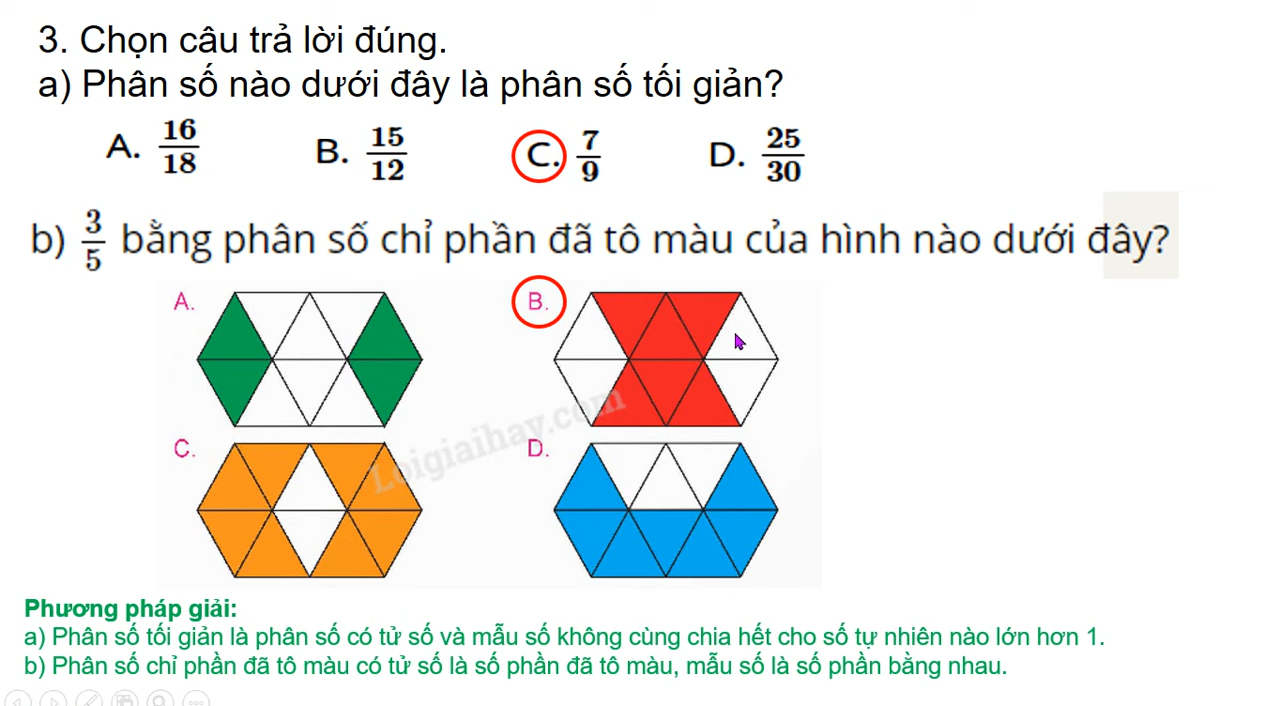 3. Chọn câu trả lời đúng.
a) Phân số nào dưới đây là phân số tối giản?
A. 16/18 B. 15/12 C. 7/9 D. 25/30
b) 3/5 bằng phân số chỉ phần đã tô màu của hình nào dưới đây?
A. B.
C. D.
Loigiaihay.com
Phương pháp giải:
a) Phân số tối giản là phân số có tử số và mẫu số không cùng chia hết cho số tự nhiên nào lớn hơn 1.
b) Phân số chỉ phần đã tô màu có tử số là số phần đã tô màu, mẫu số là số phần bằng nhau.